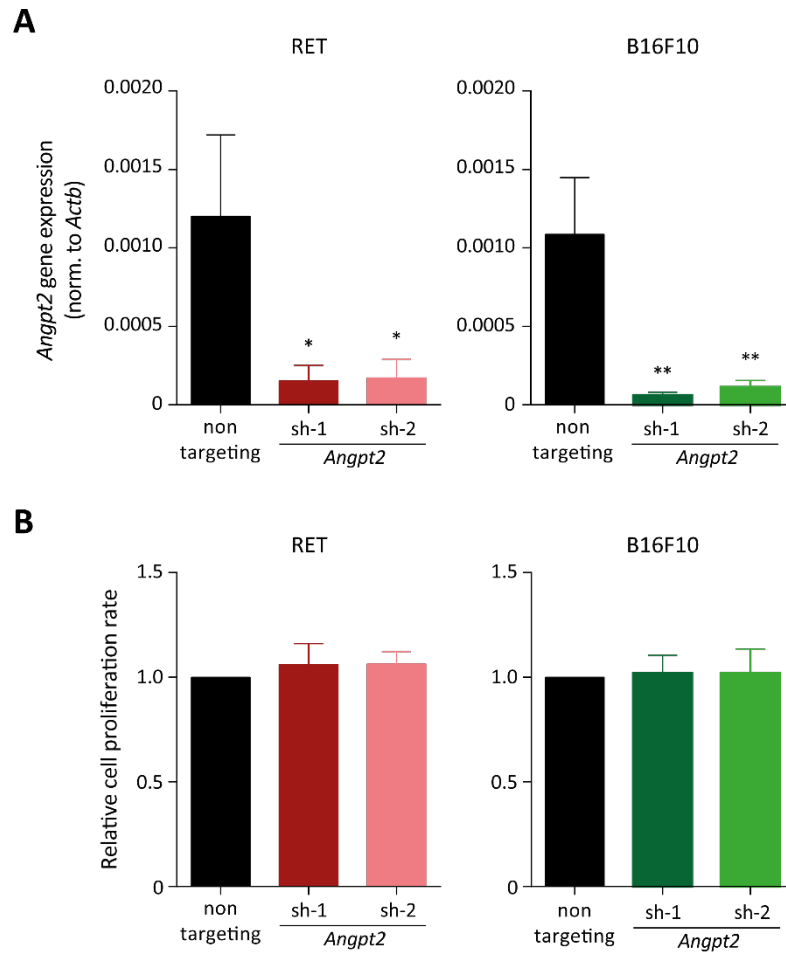 A
RET
B16F10
Angpt2 gene expression
(norm. to Actb)
0.0020
0.0015
0.0010
0.0005
0
* *
non
targeting
sh-1 sh-2
Angpt2
0.0020
0.0015
0.0010
0.0005
0
** **
non
targeting
sh-1 sh-2
Angpt2
B
RET
B16F10
Relative cell proliferation rate
1.5
1.0
0.5
0
non
targeting
sh-1 sh-2
Angpt2
1.5
1.0
0.5
0
non
targeting
sh-1 sh-2
Angpt2